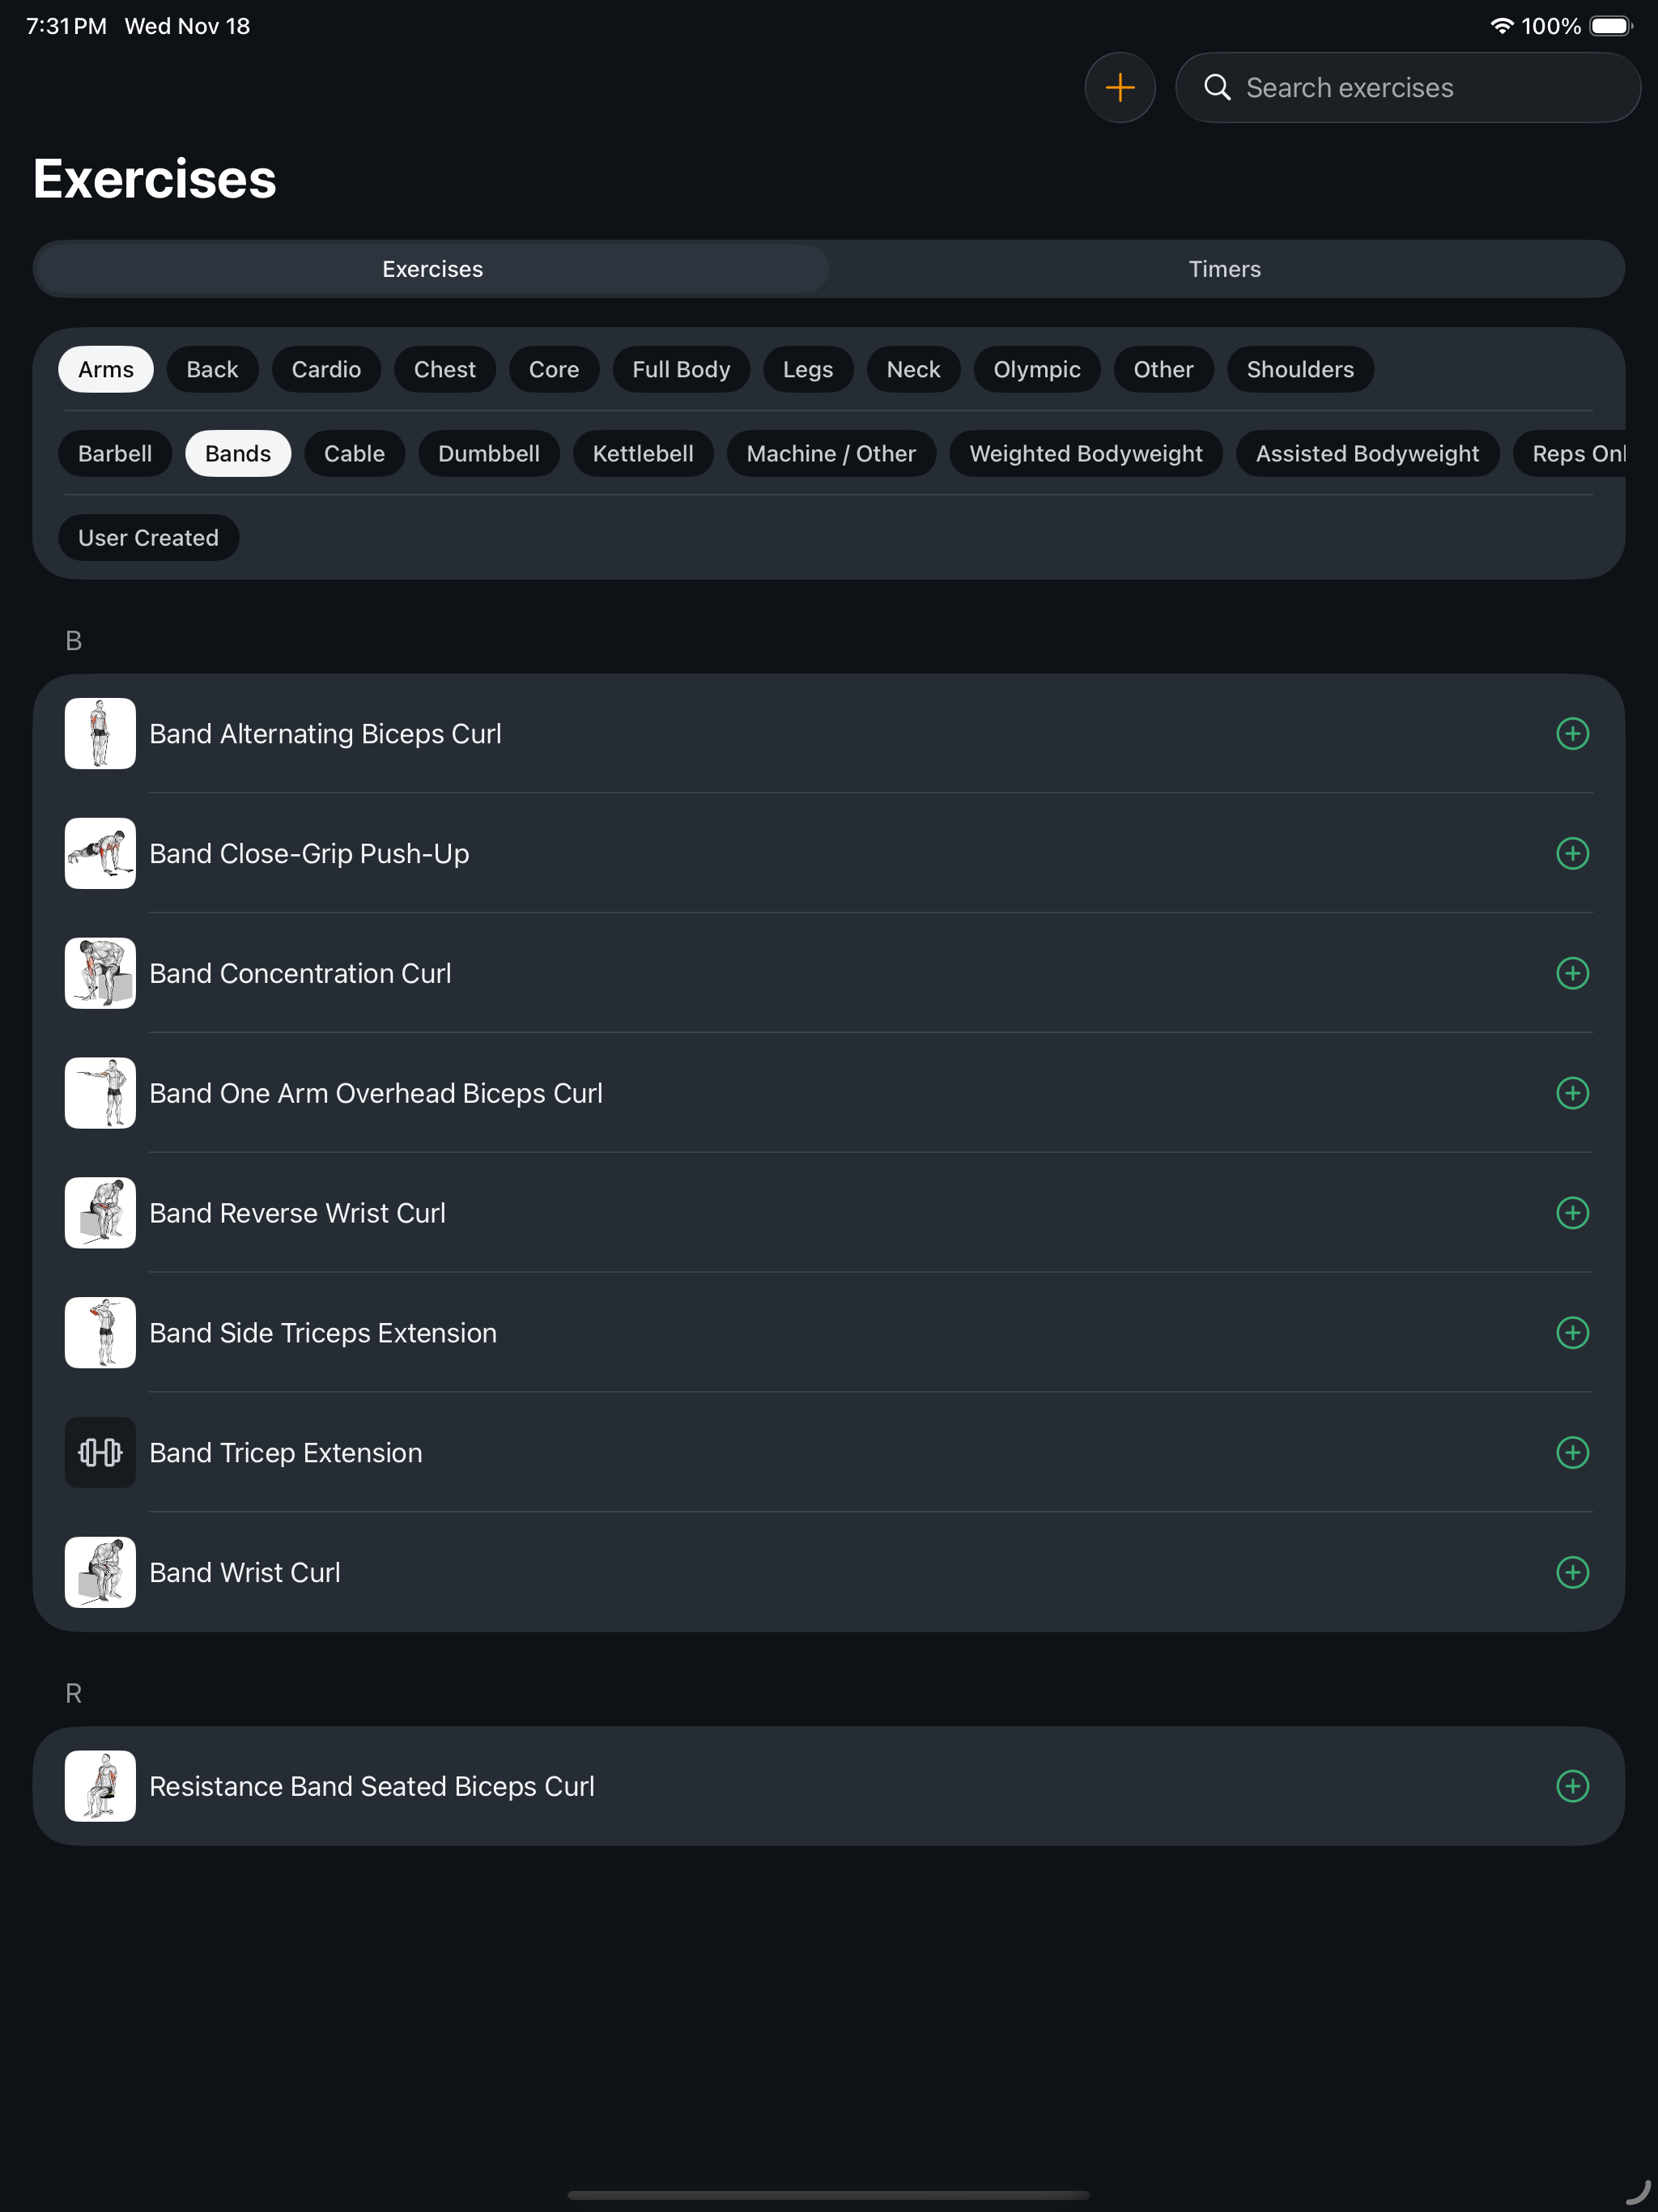 7:31 PM Wed Nov 18
100%
Search exercises
Exercises
Exercises Timers
Arms Back Cardio Chest Core Full Body Legs Neck Olympic Other Shoulders
Barbell Bands Cable Dumbbell Kettlebell Machine / Other Weighted Bodyweight Assisted Bodyweight Reps
User Created
B
Band Alternating Biceps Curl
Band Close-Grip Push-Up
Band Concentration Curl
Band One Arm Overhead Biceps Curl
Band Reverse Wrist Curl
Band Side Triceps Extension
Band Tricep Extension
Band Wrist Curl
R
Resistance Band Seated Biceps Curl